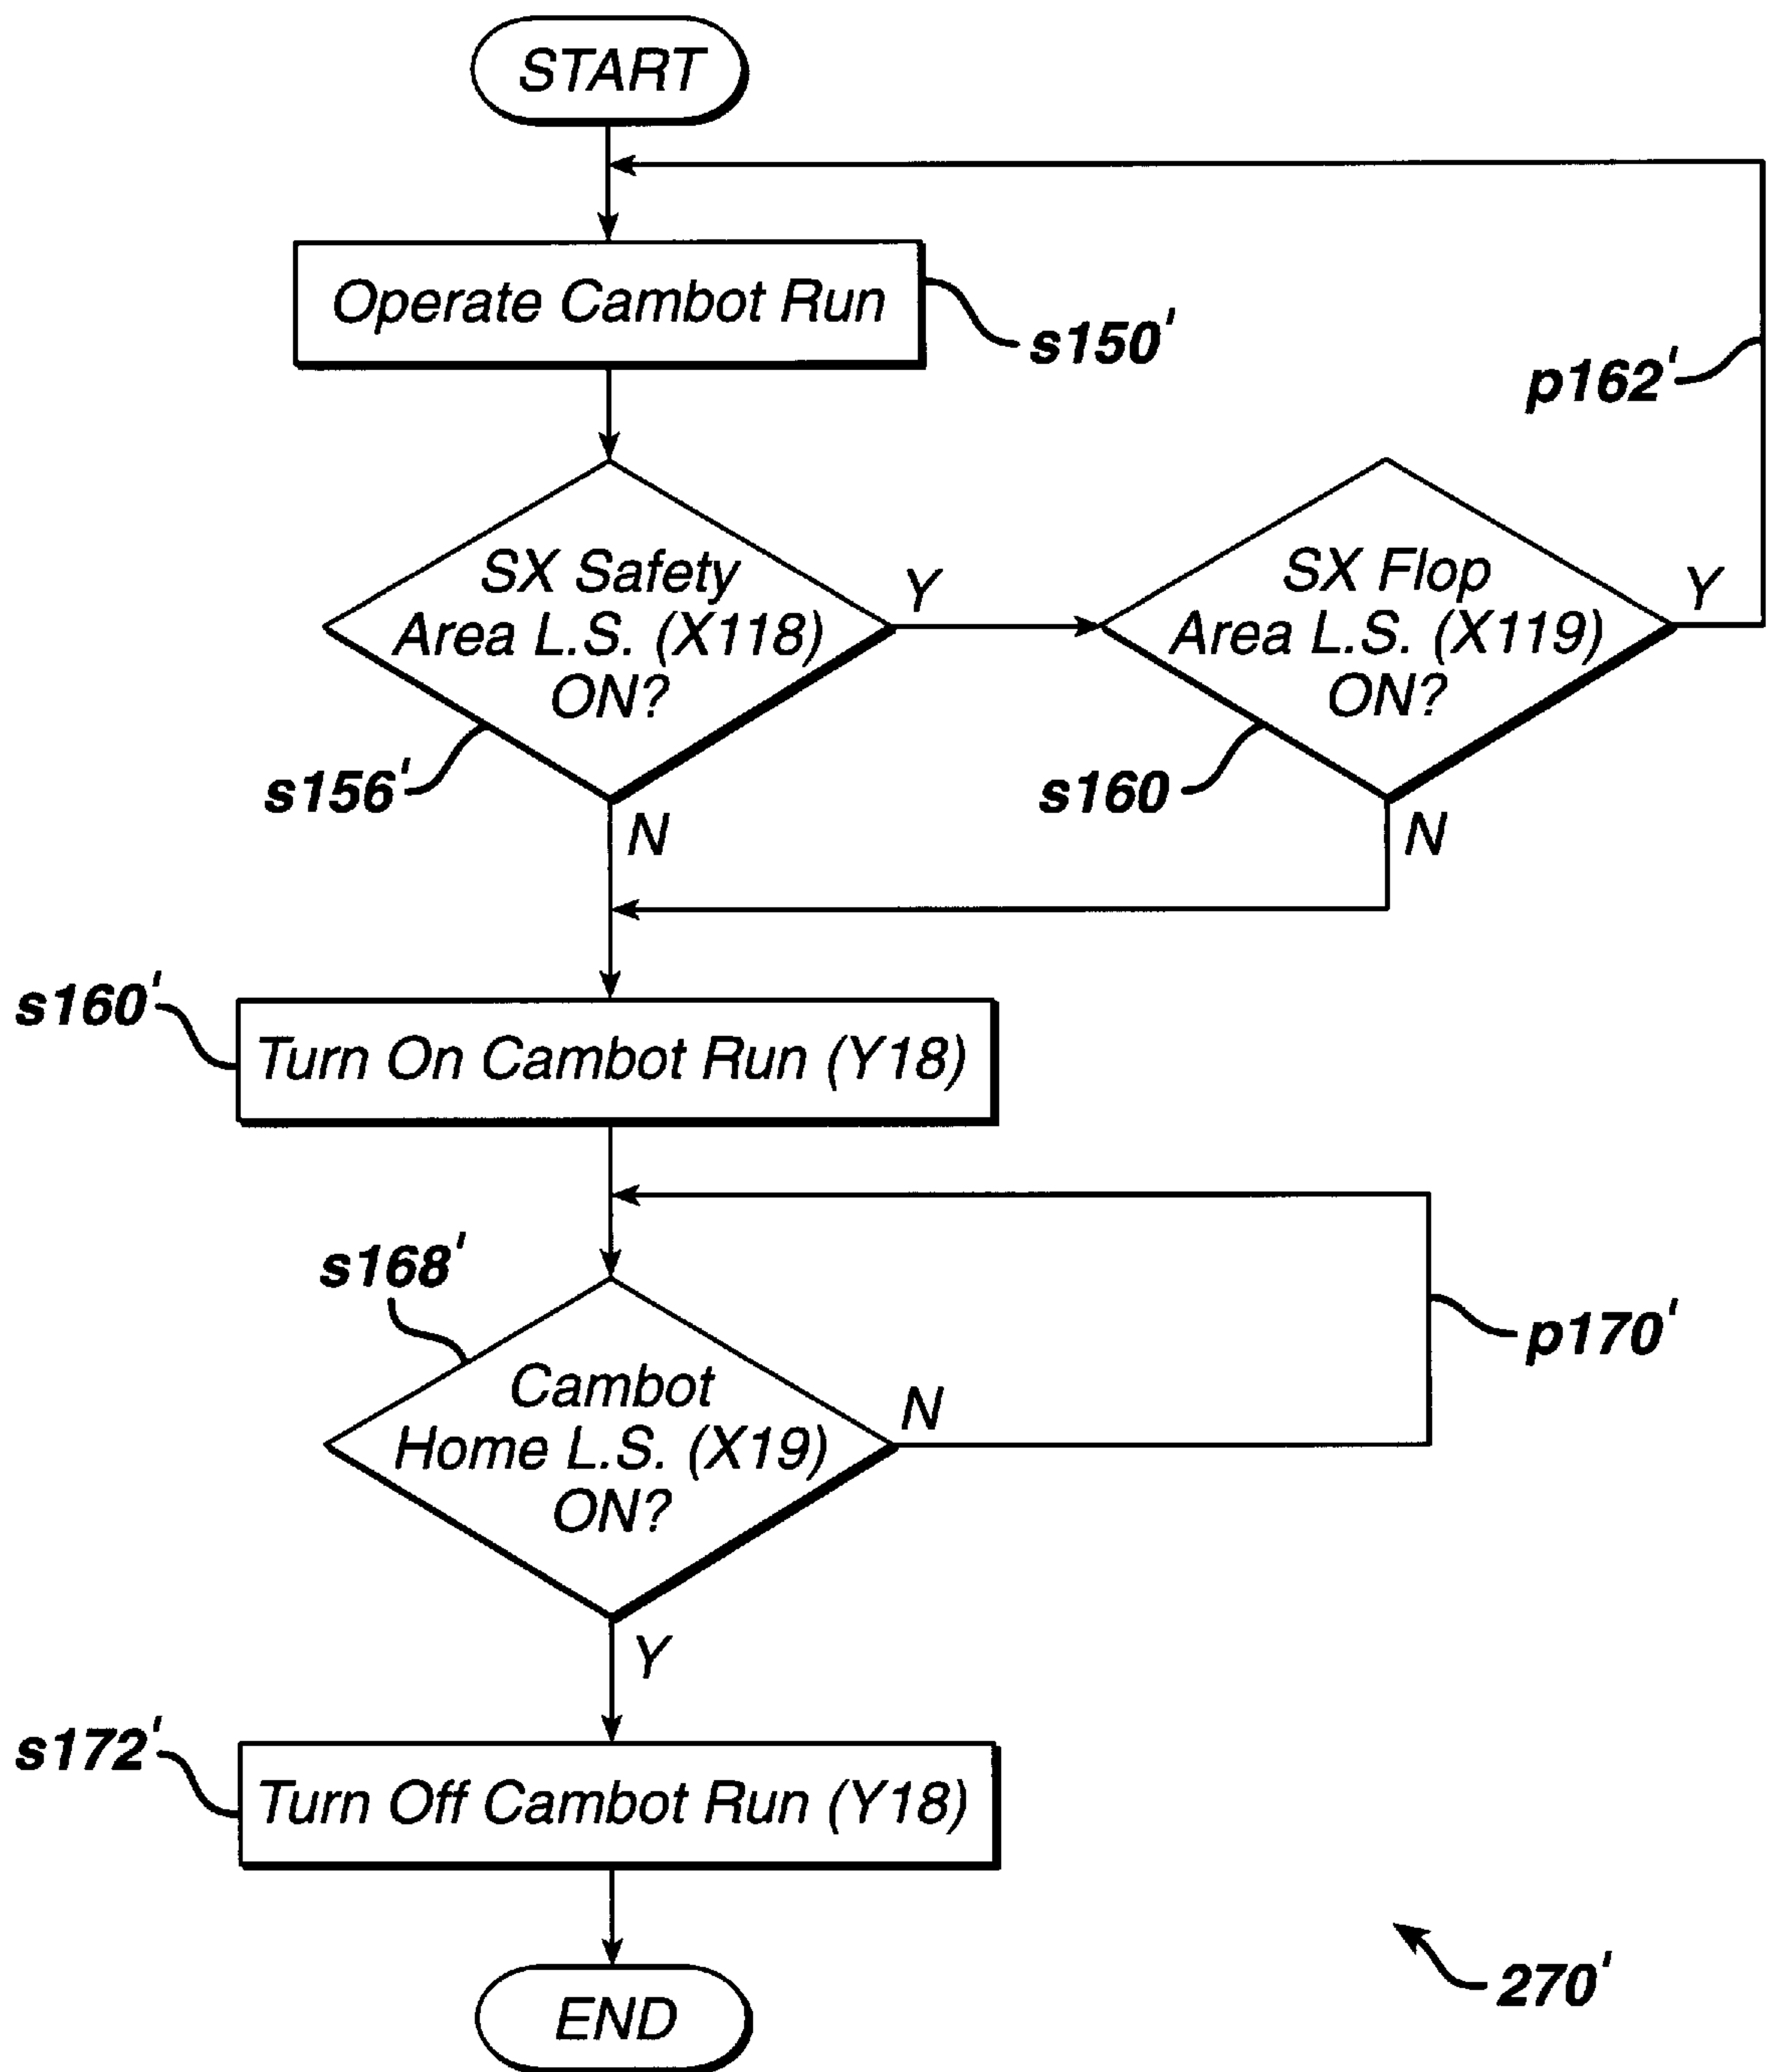 START
Operate Cambot Run
s150'
p162'
SX Safety
Area L.S. (X118)
ON?
Y
SX Flop
Area L.S. (X119)
ON?
Y
s156'
s160
N
N
s160'
Turn On Cambot Run (Y18)
s168'
p170'
Cambot
Home L.S. (X19)
ON?
N
Y
s172'
Turn Off Cambot Run (Y18)
270'
END